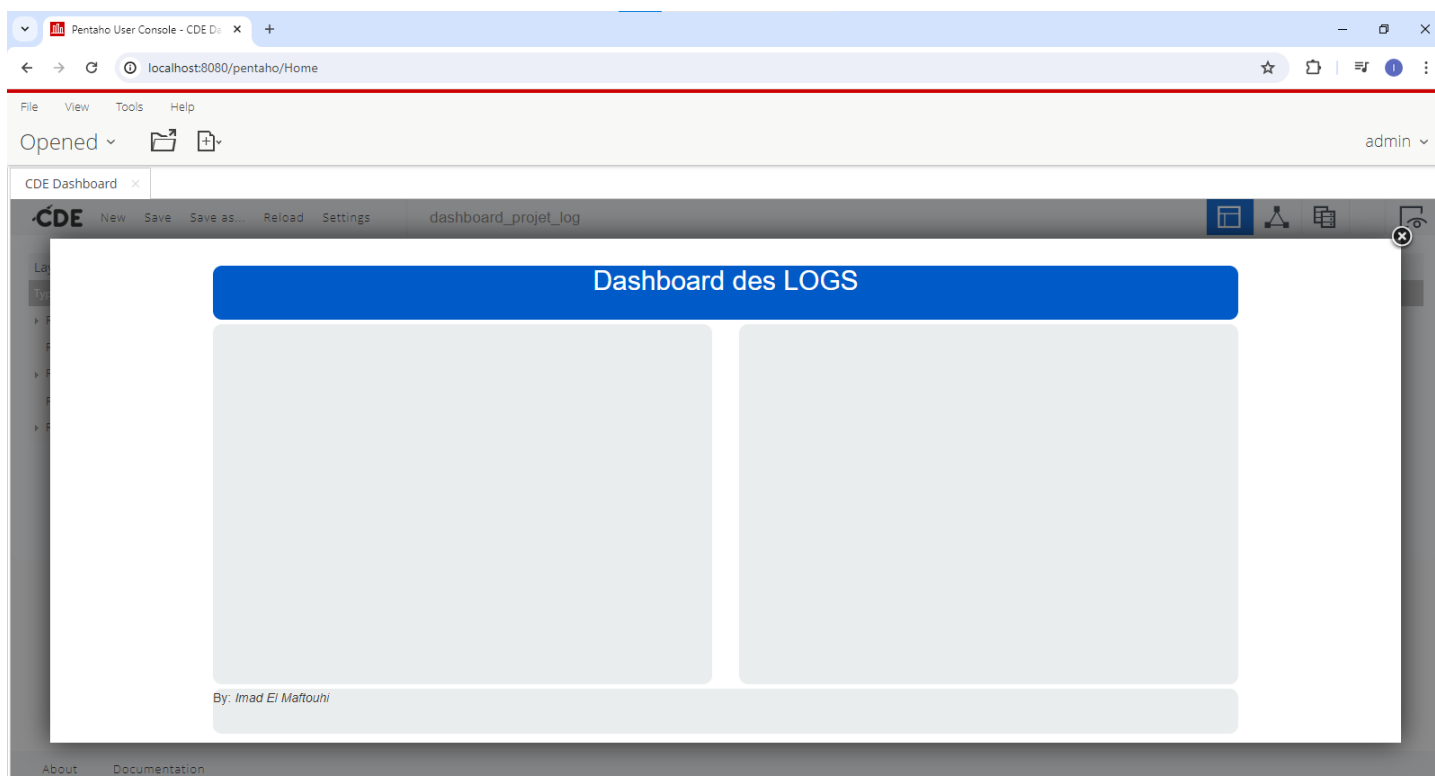 Pentaho User Console - CDE Da
localhost:8080/pentaho/Home
File View Tools Help
Opened
admin
CDE Dashboard
CDE New Save Save as... Reload Settings dashboard_projet_log
Dashboard des LOGS
By: Imad El Maftouhi
About Documentation